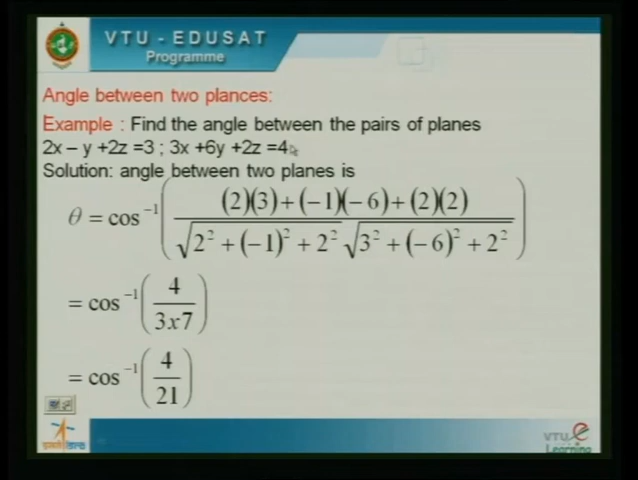 VTU - EDUSAT
Programme
Angle between two plances:
Example : Find the angle between the pairs of planes
2x – y +2z =3 ; 3x +6y +2z =4
Solution: angle between two planes is
θ = cos⁻¹( (2)(3)+(−1)(−6)+(2)(2) / √2²+(−1)²+2² √3²+(−6)²+2² )
= cos⁻¹( 4 / 3x7 )
= cos⁻¹( 4 / 21 )
VTU e
Learning